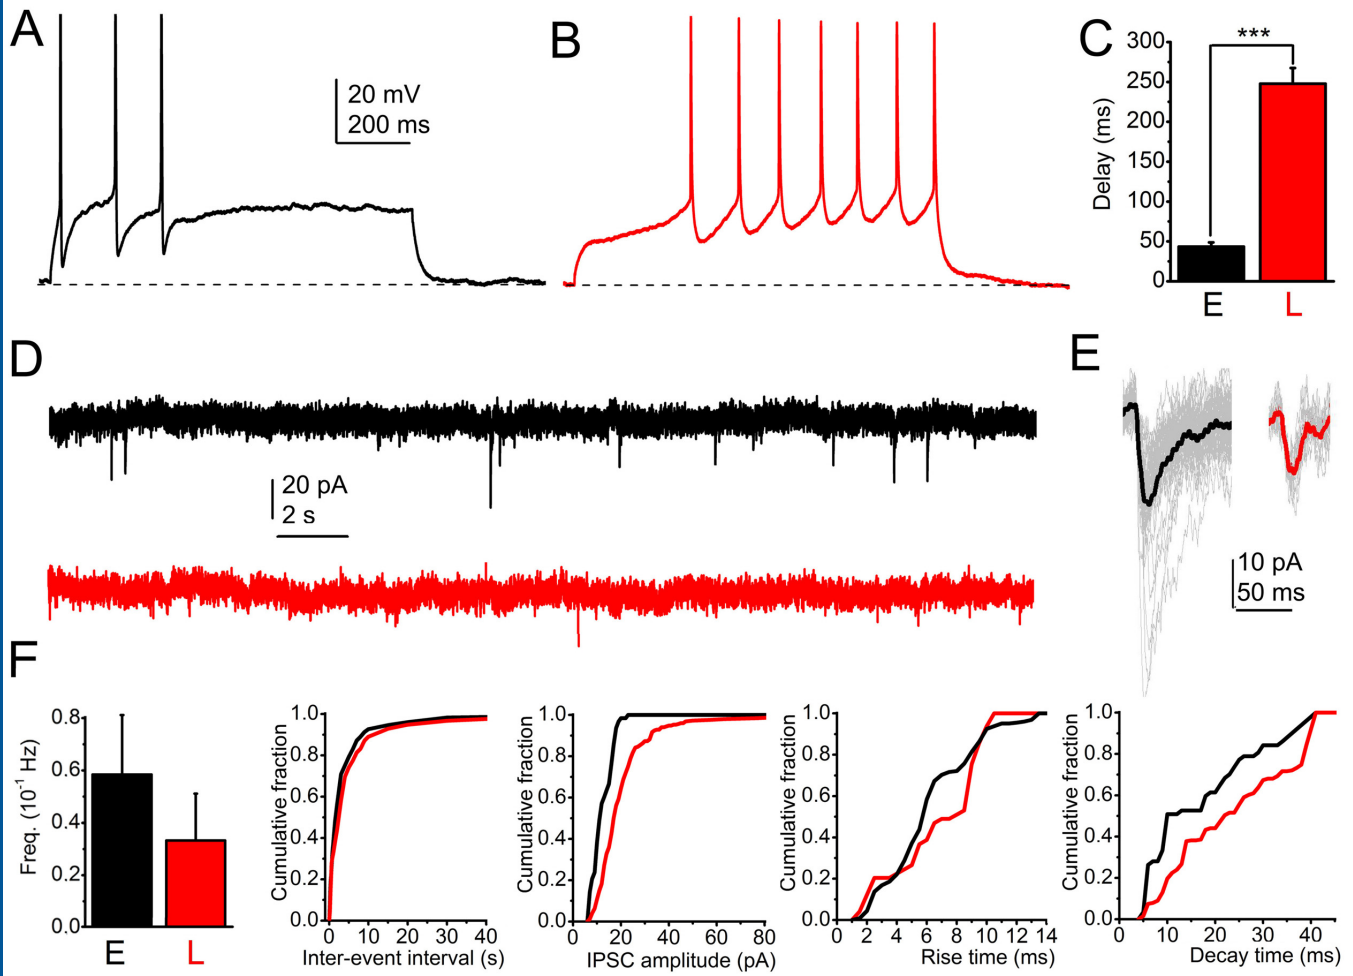 A
20 mV
200 ms
B
C
***
300
250
200
150
100
50
0
Delay (ms)
E
L
D
20 pA
2 s
E
10 pA
50 ms
F
0.8
0.6
0.4
0.2
0.0
Freq. (10⁻¹ Hz)
E
L
1.0
0.8
0.6
0.4
0.2
0.0
Cumulative fraction
0 10 20 30 40
Inter-event interval (s)
1.0
0.8
0.6
0.4
0.2
0.0
Cumulative fraction
0 20 40 60 80
IPSC amplitude (pA)
1.0
0.8
0.6
0.4
0.2
0.0
Cumulative fraction
0 2 4 6 8 10 12 14
Rise time (ms)
1.0
0.8
0.6
0.4
0.2
0.0
Cumulative fraction
0 10 20 30 40
Decay time (ms)